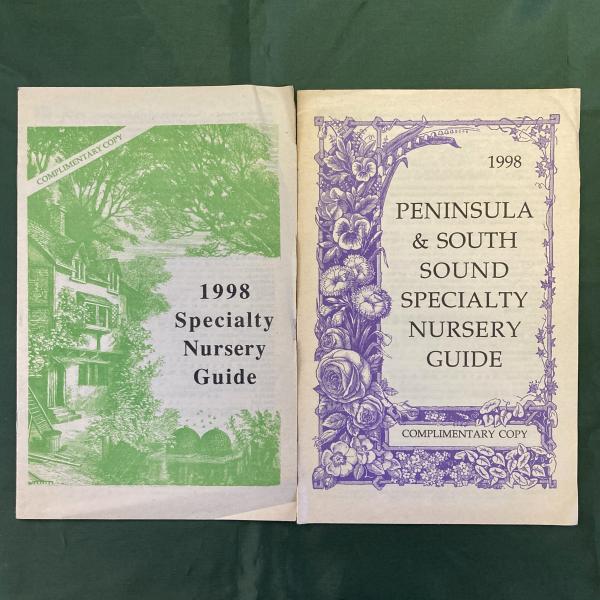 COMPLIMENTARY COPY
1998
Specialty
Nursery
Guide
1998
PENINSULA
& SOUTH
SOUND
SPECIALTY
NURSERY
GUIDE
COMPLIMENTARY COPY